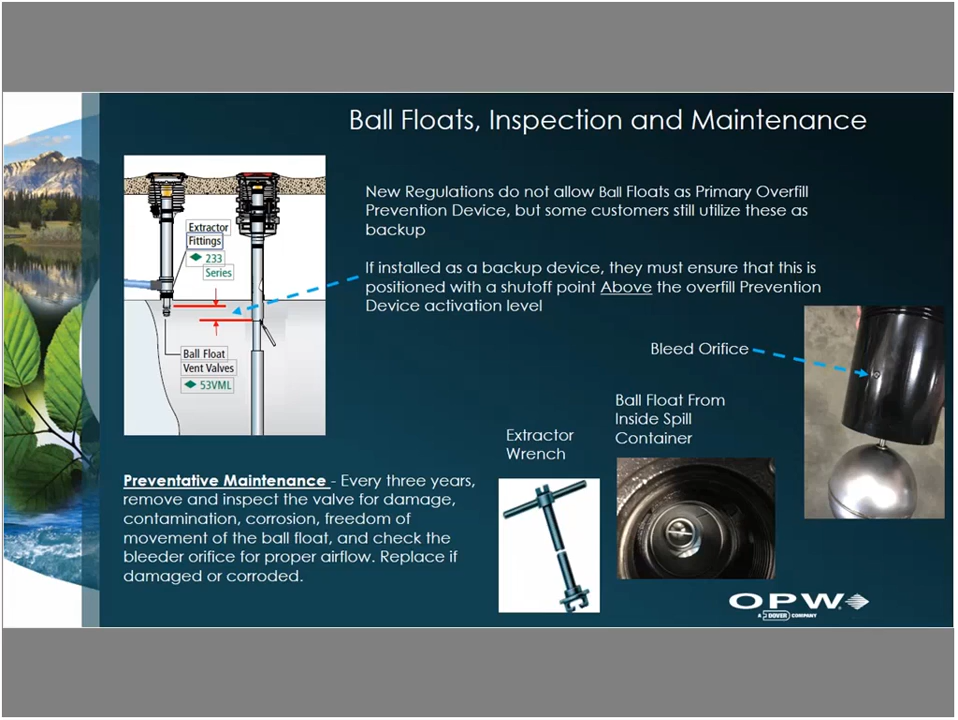 Ball Floats, Inspection and Maintenance
New Regulations do not allow Ball Floats as Primary Overfill
Prevention Device, but some customers still utilize these as
backup
If installed as a backup device, they must ensure that this is
positioned with a shutoff point Above the overfill Prevention
Device activation level
Extractor
Fittings
233
Series
Ball Float
Vent Valves
53VML
Bleed Orifice
Ball Float From
Inside Spill
Container
Extractor
Wrench
Preventative Maintenance - Every three years,
remove and inspect the valve for damage,
contamination, corrosion, freedom of
movement of the ball float, and check the
bleeder orifice for proper airflow. Replace if
damaged or corroded.
OPW
A DOVER COMPANY